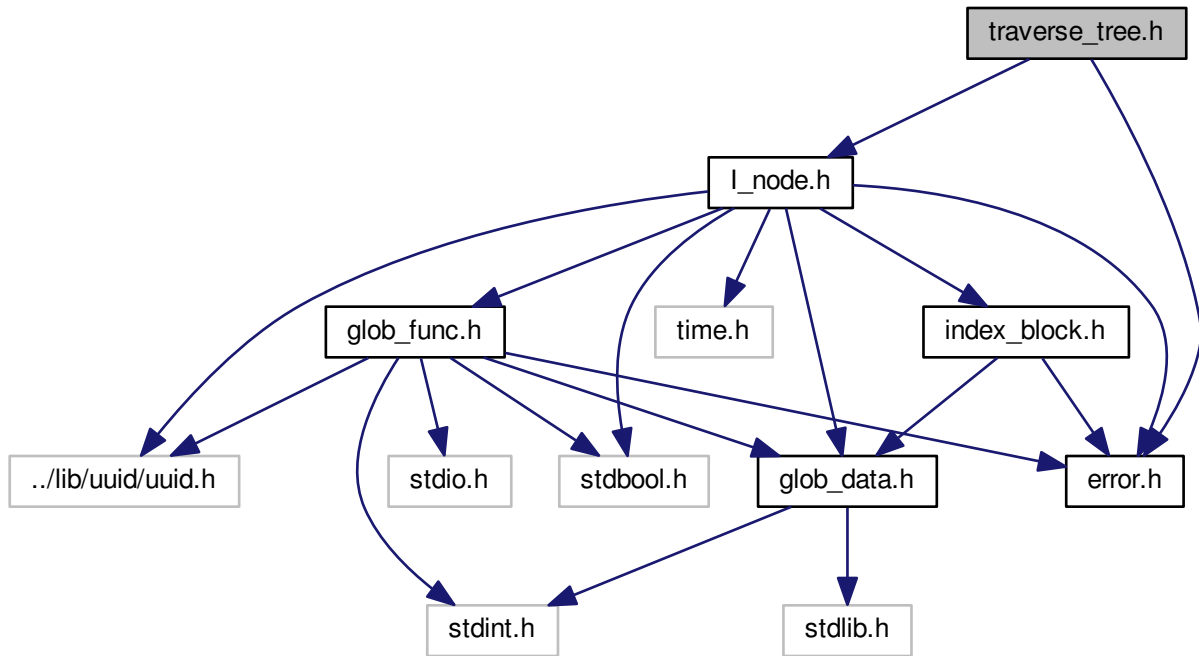 traverse_tree.h
I_node.h
glob_func.h
time.h
index_block.h
../lib/uuid/uuid.h
stdio.h
stdbool.h
glob_data.h
error.h
stdint.h
stdlib.h